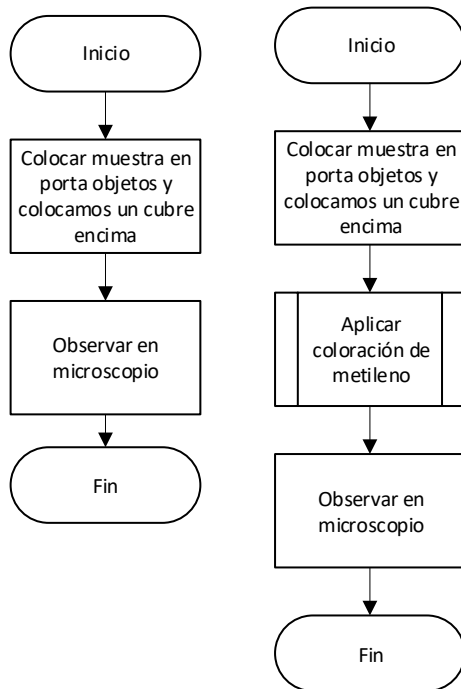 Inicio
Colocar muestra en
porta objetos y
colocamos un cubre
encima
Observar en
microscopio
Fin
Inicio
Colocar muestra en
porta objetos y
colocamos un cubre
encima
Aplicar
coloración de
metileno
Observar en
microscopio
Fin